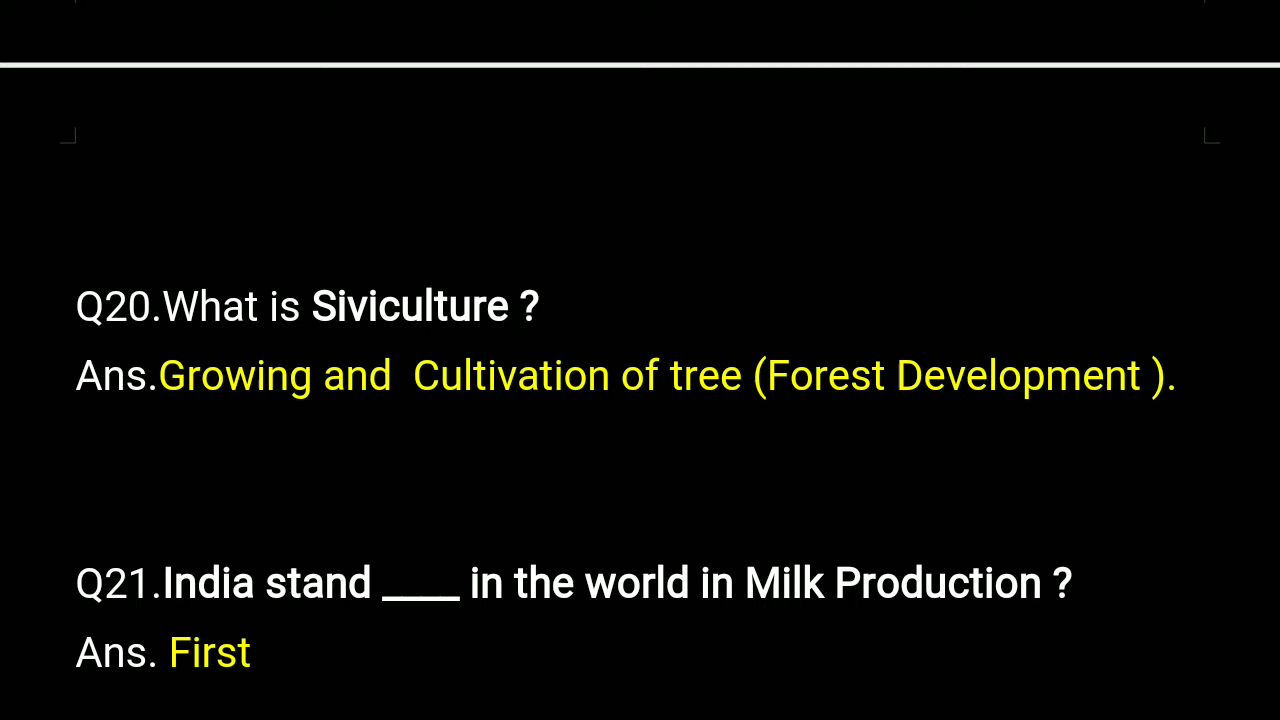 Q20.What is Siviculture ?
Ans.Growing and  Cultivation of tree (Forest Development ).
Q21.India stand ____ in the world in Milk Production ?
Ans. First